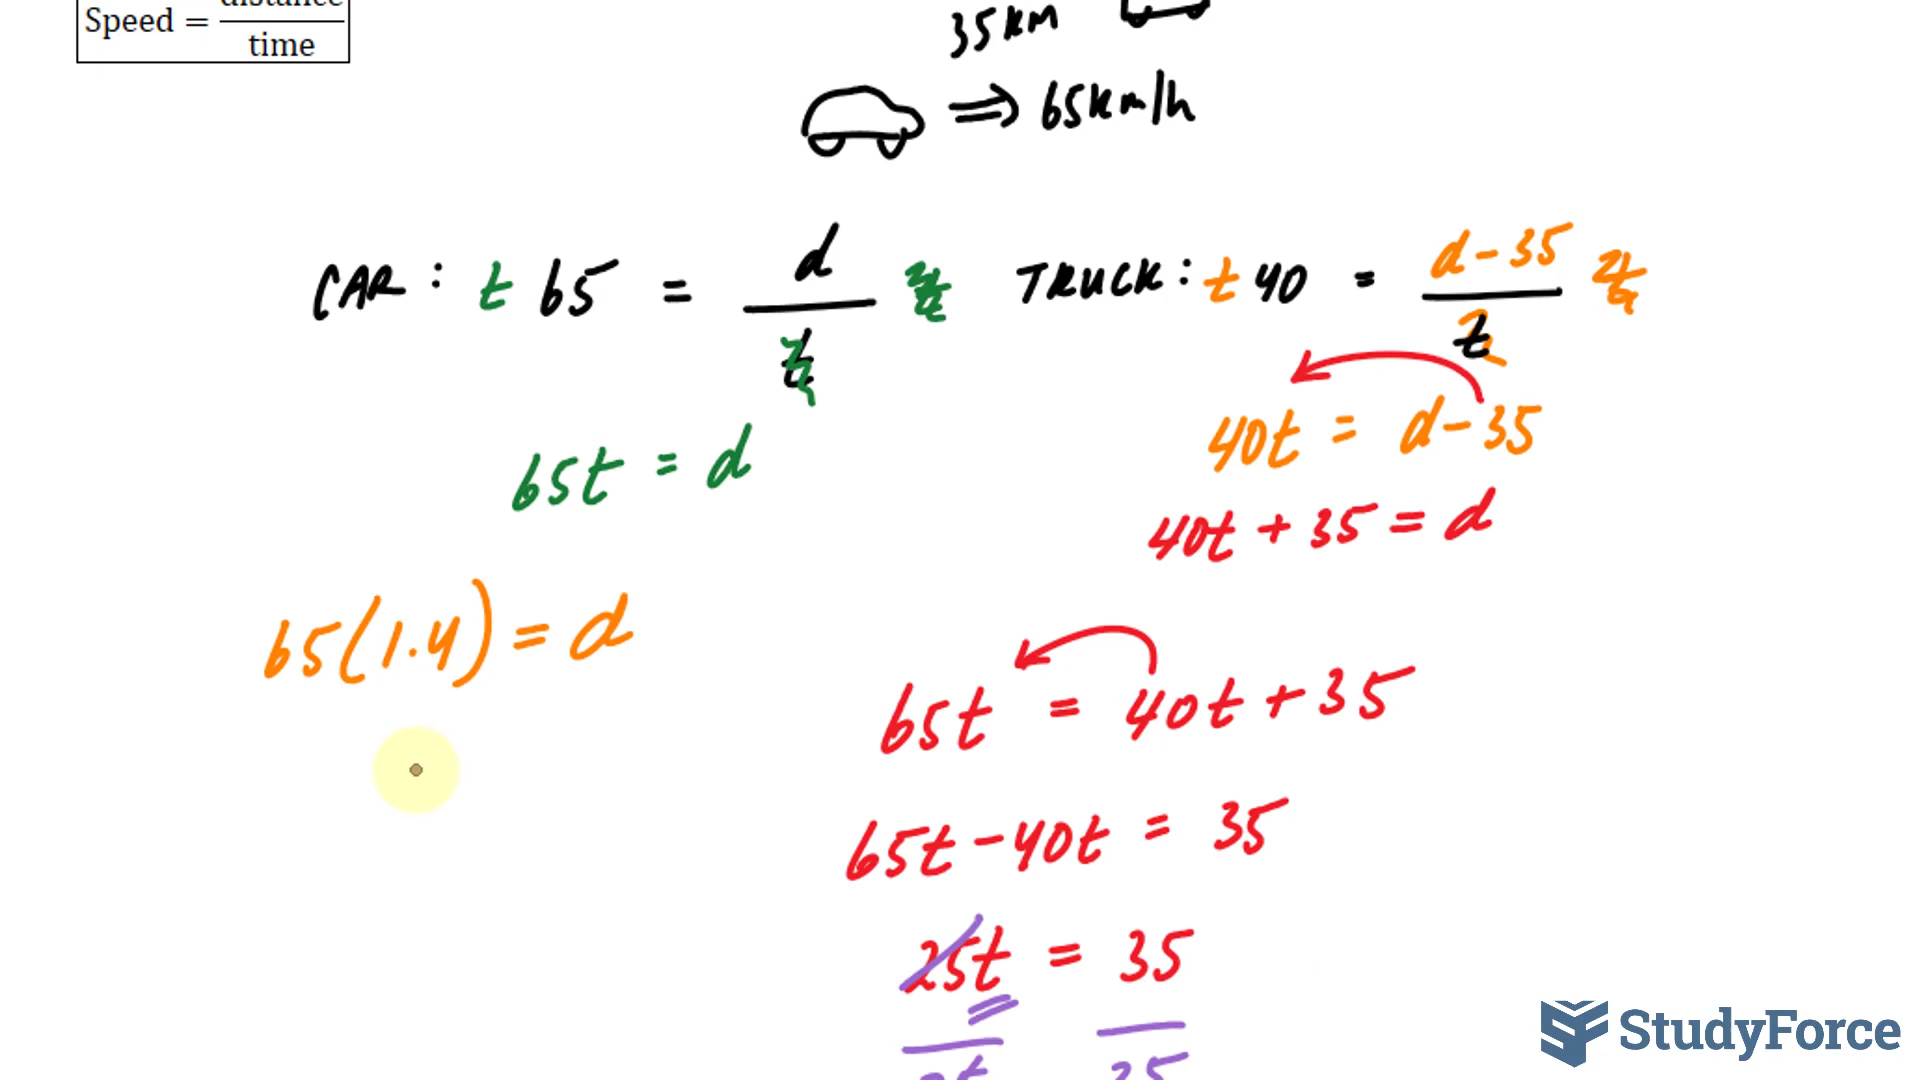 Speed = distance / time
35km
⇒ 65km/h
CAR: t 65 = d / t t
TRUCK: t 40 = d - 35 / t t
40t = d - 35
65t = d
40t + 35 = d
65(1.4) = d
65t = 40t + 35
65t - 40t = 35
25t = 35
StudyForce